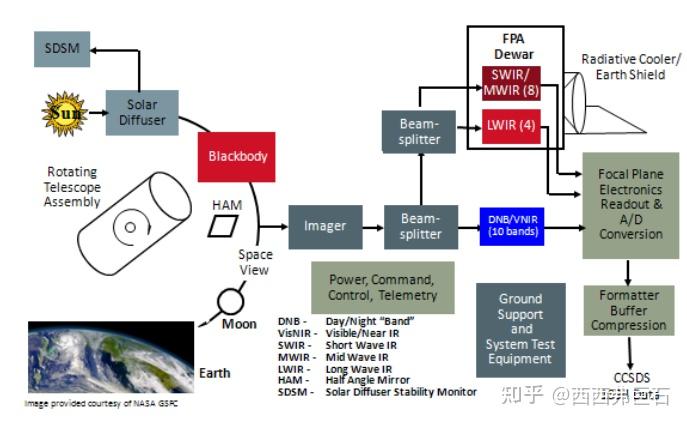 SDSM
Sun
Solar
Diffuser
Blackbody
Rotating
Telescope
Assembly
HAM
Space
View
Moon
Earth
Image provided courtesy of NASA GSFC
Imager
Beam-
splitter
Beam-
splitter
FPA
Dewar
SWIR/
MWIR (8)
LWIR (4)
Radiative Cooler/
Earth Shield
DNB/VNIR
(10 bands)
Focal Plane
Electronics
Readout &
A/D
Conversion
Power, Command,
Control, Telemetry
Ground
Support
and
System Test
Equipment
Formatter
Buffer
Compression
CCSDS
DNB - Day/Night “Band”
VisNIR - Visible/Near IR
SWIR - Short Wave IR
MWIR - Mid Wave IR
LWIR - Long Wave IR
HAM - Half Angle Mirror
SDSM - Solar Diffuser Stability Monitor
知乎 @西西弗巨石